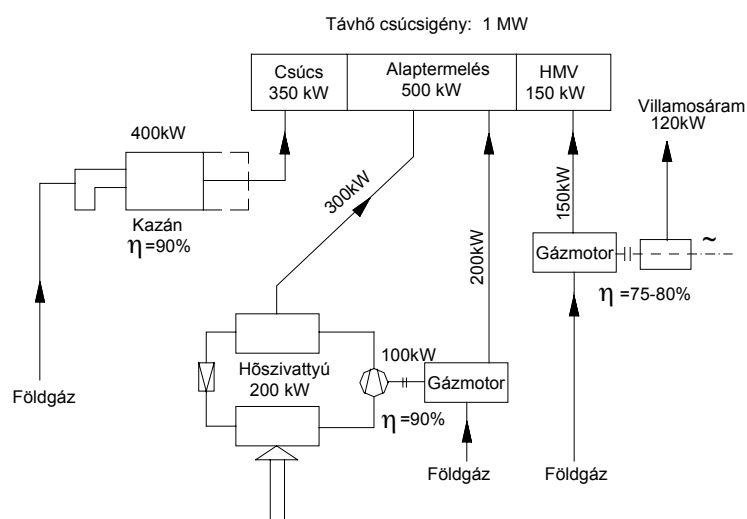 Távhő csúcsigény: 1 MW
Csúcs
350 kW
Alaptermelés
500 kW
HMV
150 kW
Villamosáram
120kW
400kW
Kazán
η=90%
300kW
200kW
150kW
Gázmotor
~
η =75-80%
Hõszivattyú
200 kW
100kW
Gázmotor
η=90%
Földgáz
Földgáz
Földgáz